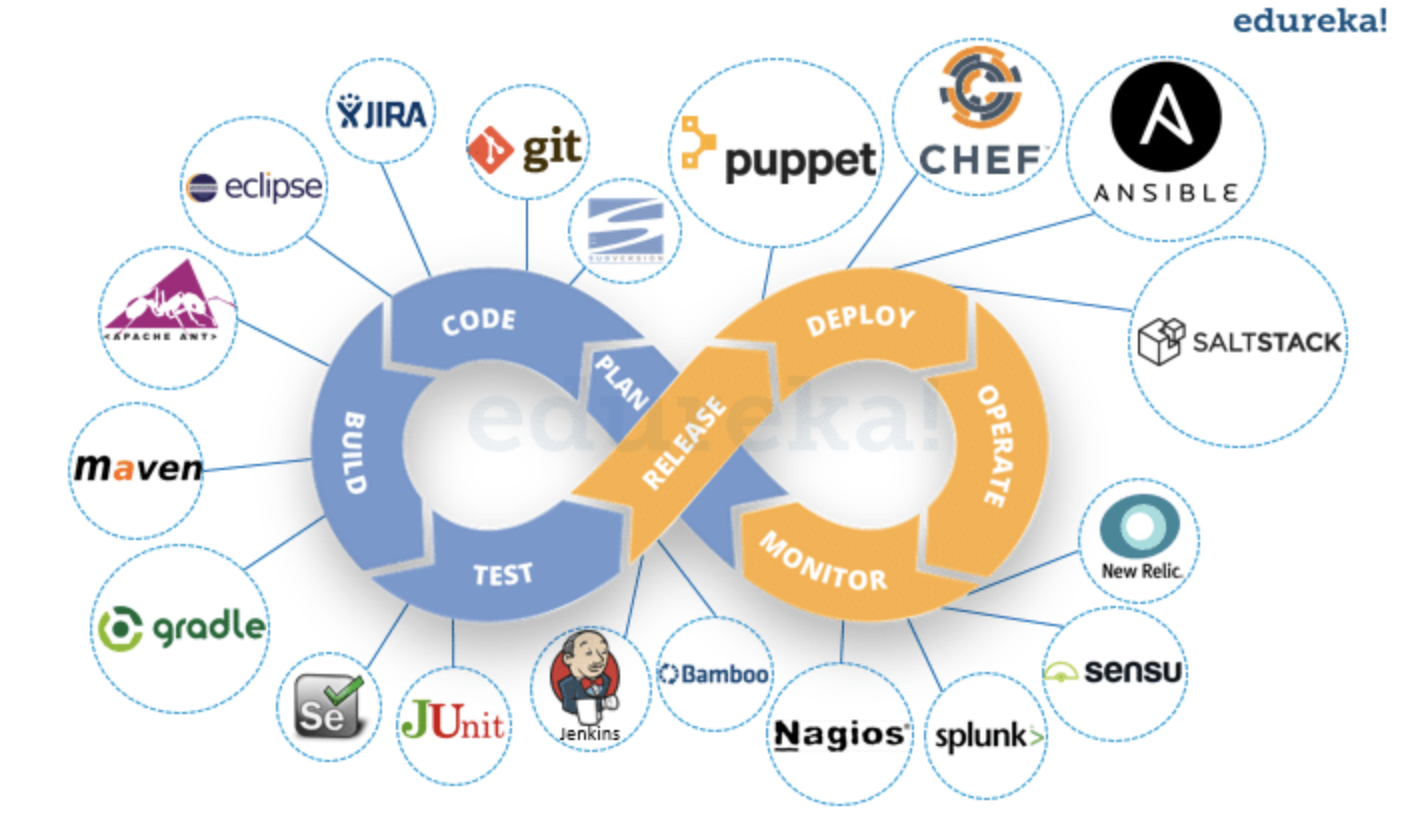 edureka!
JIRA
git
eclipse
SUBVERSION
puppet
CHEF
ANSIBLE
<APACHE ANT>
SALTSTACK
maven
gradle
CODE
PLAN
BUILD
TEST
RELEASE
DEPLOY
OPERATE
MONITOR
edureka!
New Relic.
sensu
Se
JUnit
Jenkins
Bamboo
Nagios®
splunk>